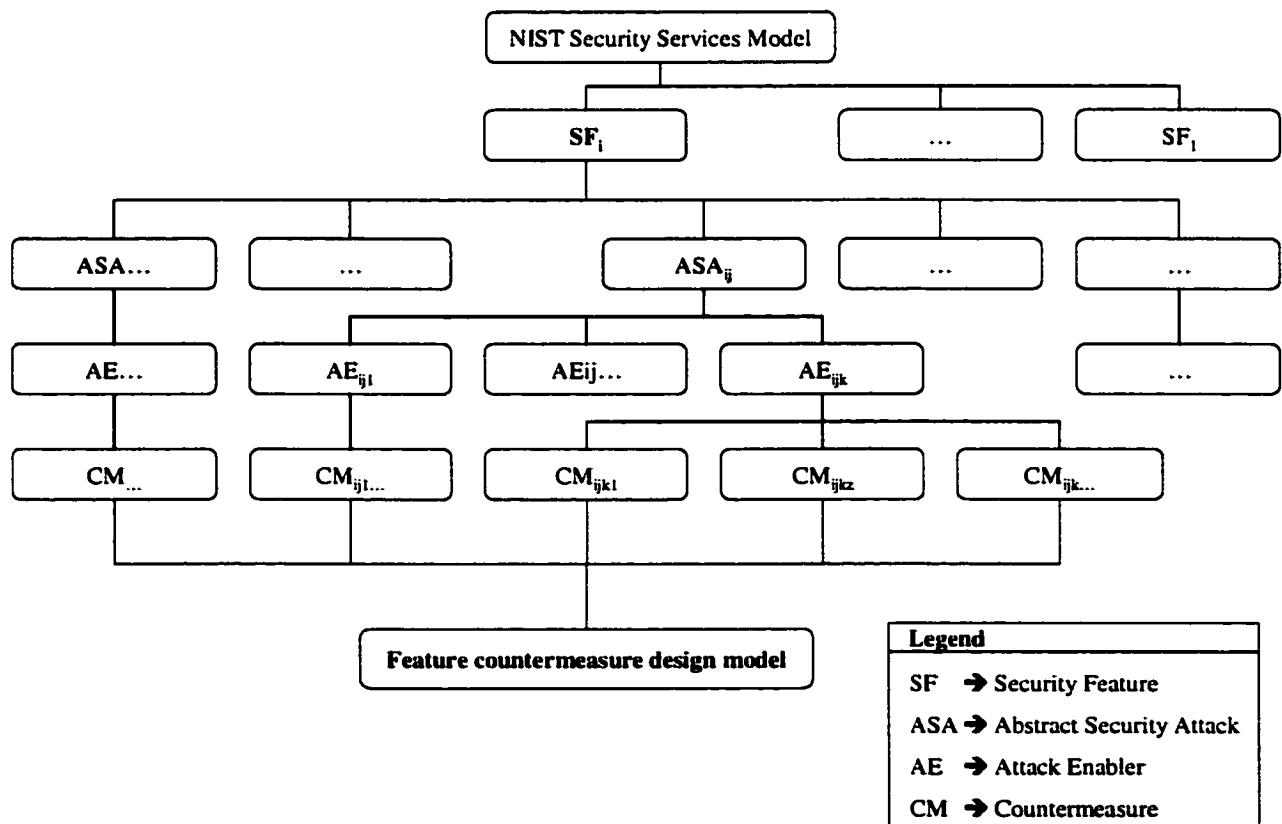 NIST Security Services Model
SFi ... SF1
ASA... ... ASAij ... ...
AE... AEij1 AEij... AEijk ...
CM... CMij1... CMijk1 CMijkz CMijk...
Feature countermeasure design model
Legend
SF ➔ Security Feature
ASA ➔ Abstract Security Attack
AE ➔ Attack Enabler
CM ➔ Countermeasure